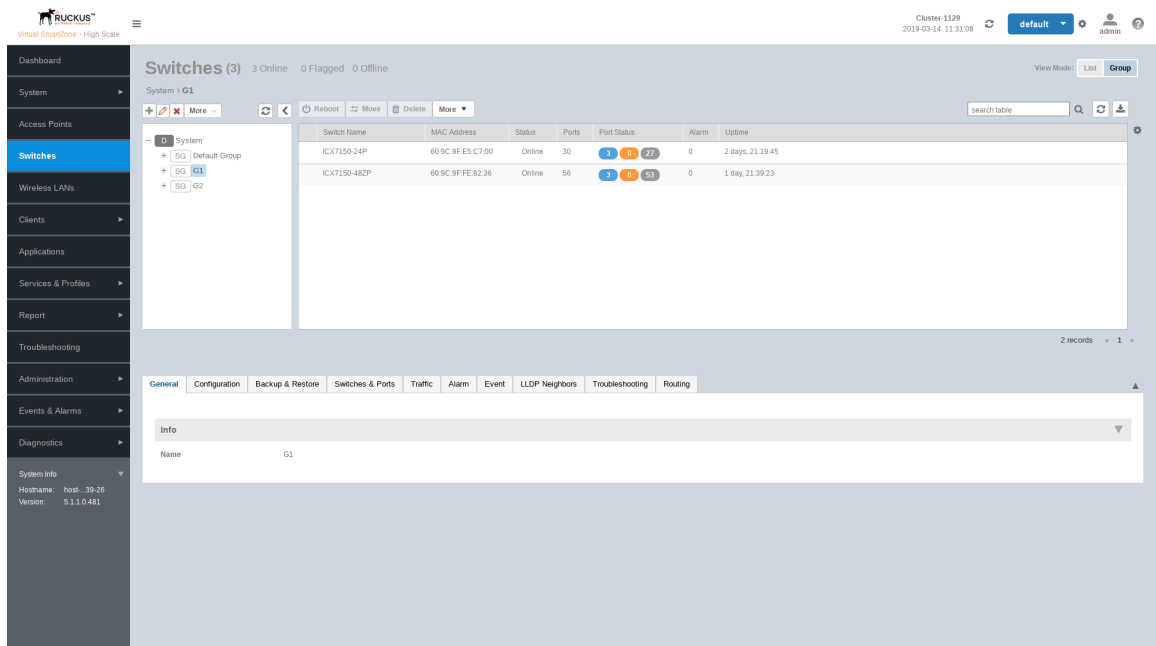 RUCKUS™
Virtual SmartZone - High Scale
Cluster-1129
2019-03-14 11:31:08
default
admin
Dashboard
System
Access Points
Switches
Wireless LANs
Clients
Applications
Services & Profiles
Report
Troubleshooting
Administration
Events & Alarms
Diagnostics
System Info
Hostname: host-...39-26
Version: 5.1.1.0.481
Switches (3) 3 Online 0 Flagged 0 Offline
View Mode: List Group
System › G1
More
Reboot Move Delete More
search table
D System
SG Default Group
SG G1
SG G2
Switch Name MAC Address Status Ports Port Status Alarm Uptime
ICX7150-24P 60:9C:9F:E5:C7:00 Online 30 3 0 27 0 2 days, 21:19:45
ICX7150-48ZP 60:9C:9F:FE:82:36 Online 56 3 0 53 0 1 day, 21:39:23
2 records « 1 »
General Configuration Backup & Restore Switches & Ports Traffic Alarm Event LLDP Neighbors Troubleshooting Routing
Info
Name G1